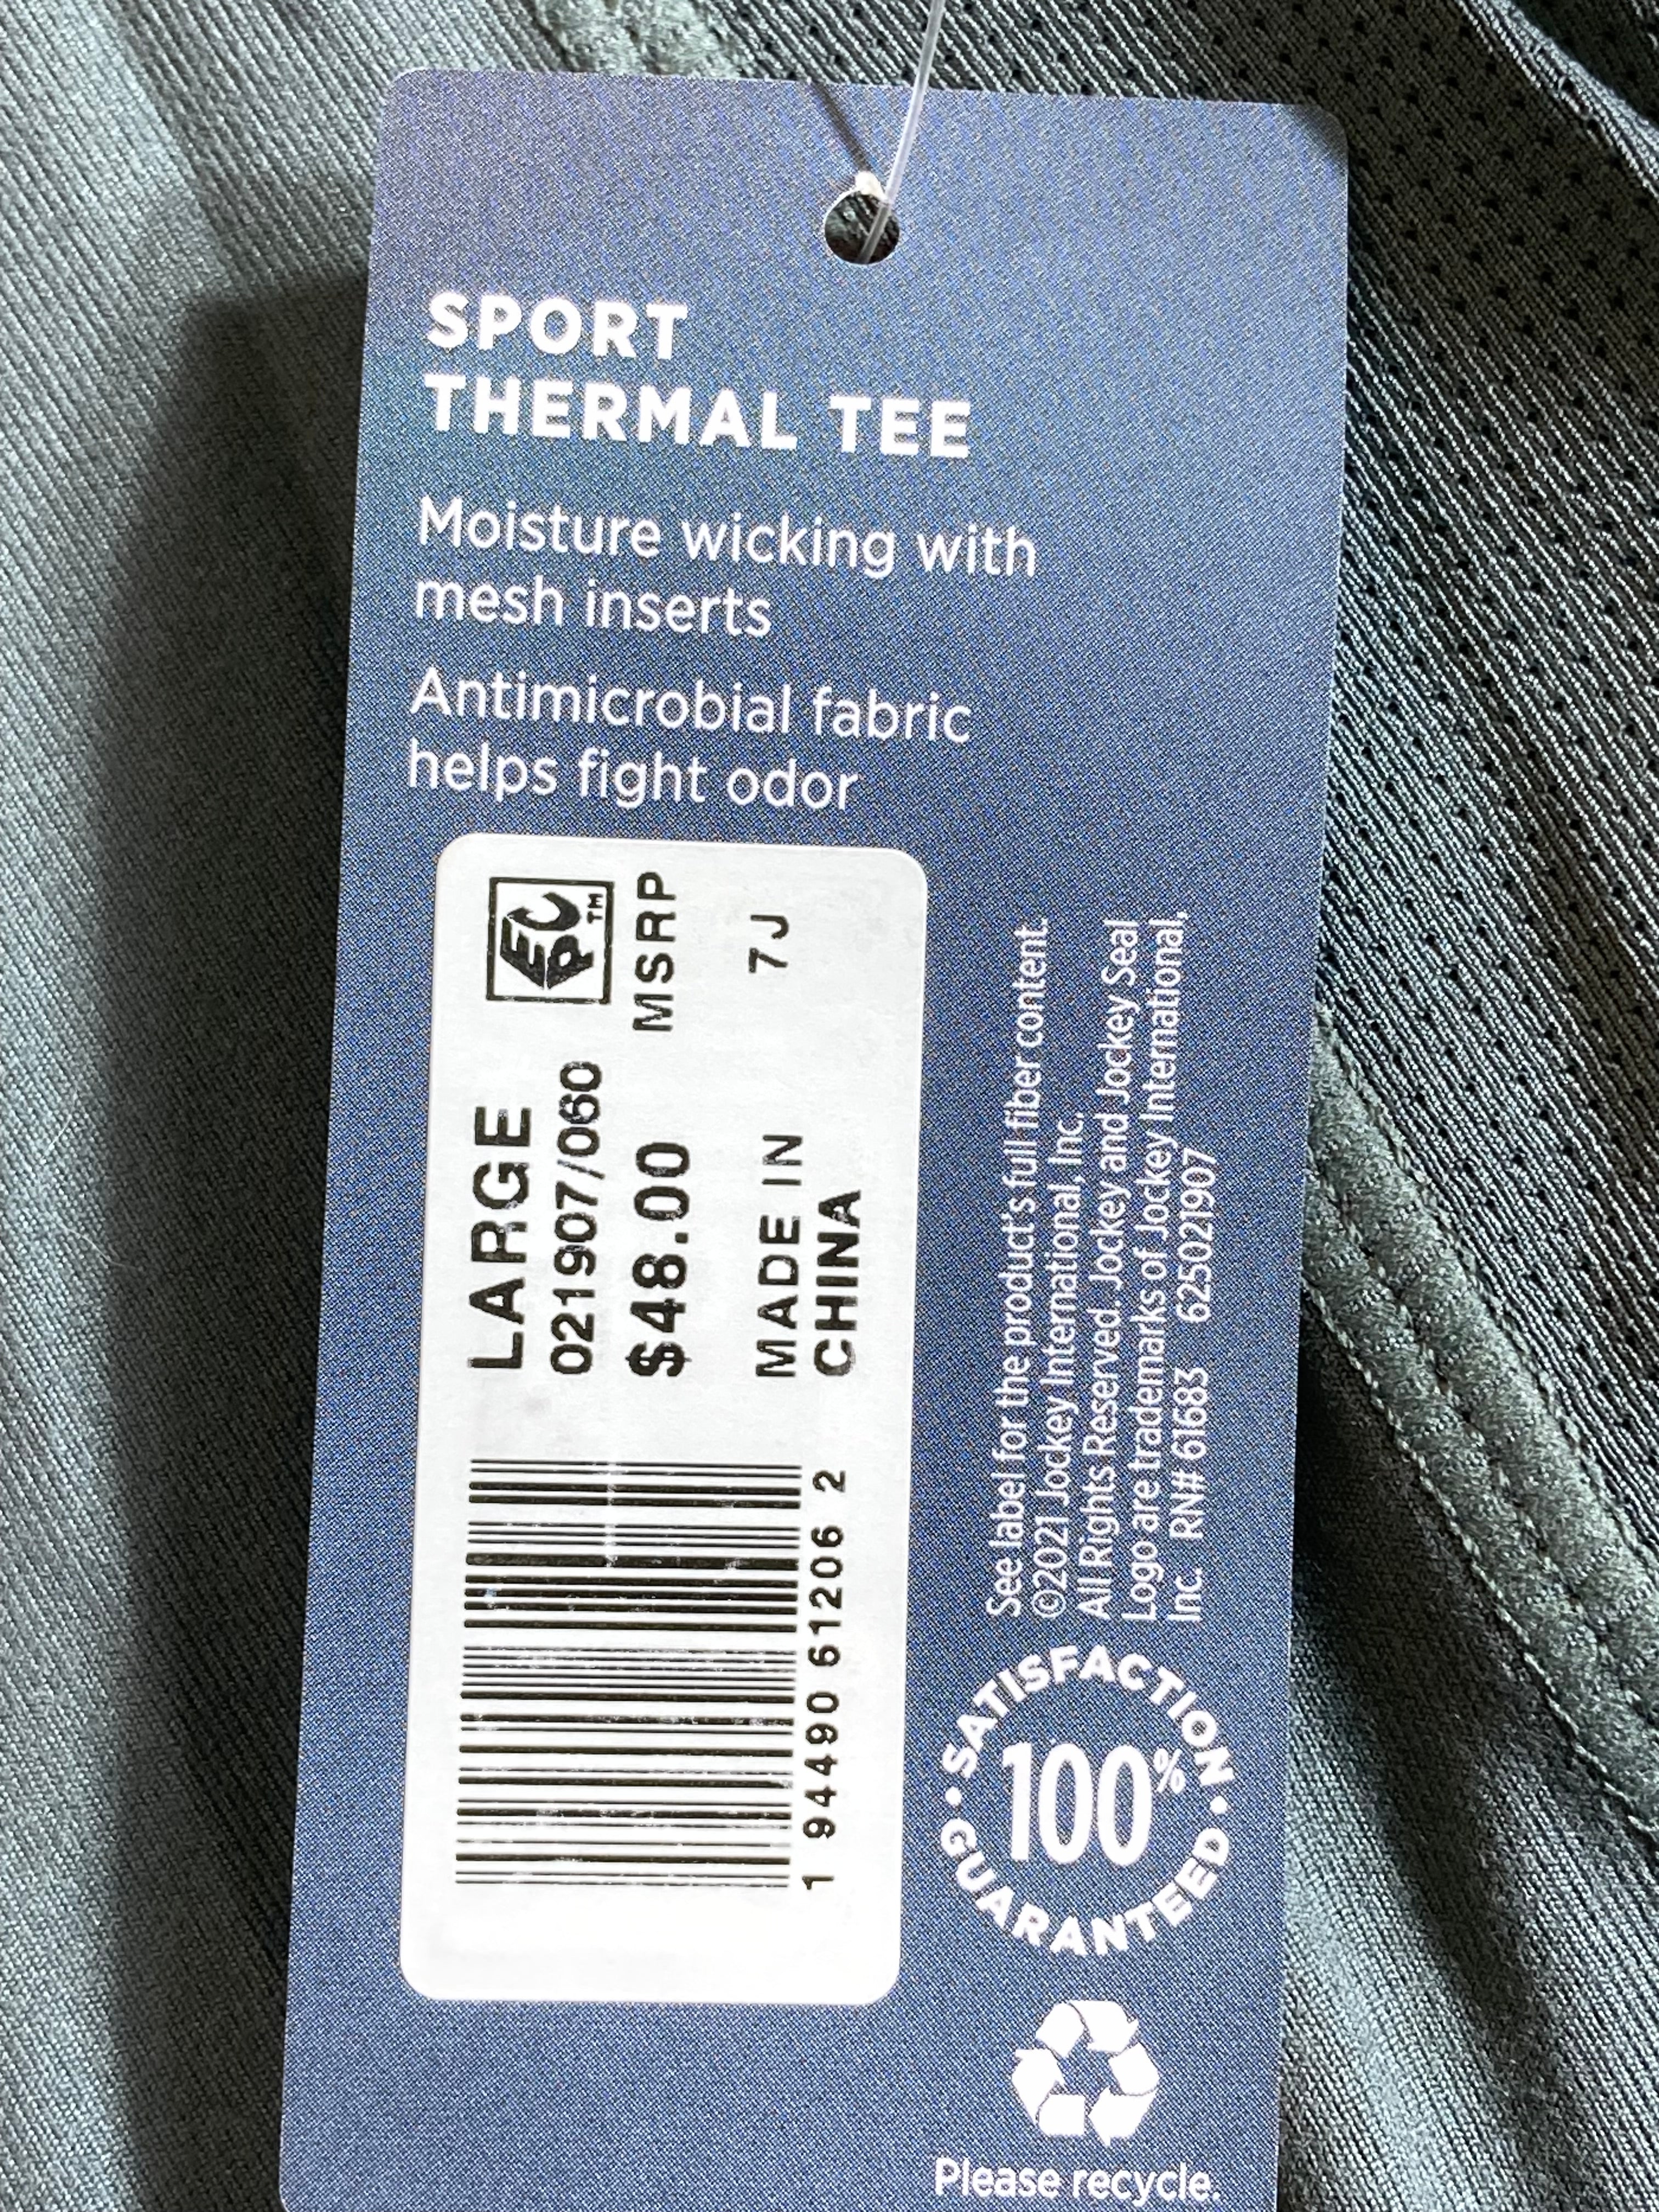 SPORT
THERMAL TEE
Moisture wicking with
mesh inserts
Antimicrobial fabric
helps fight odor
LARGE
EPC™
021907/060
$48.00 MSRP
MADE IN 7J
CHINA
1 94490 61206 2
See label for the product's full fiber content.
©2021 Jockey International, Inc.
All Rights Reserved. Jockey and Jockey Seal
Logo are trademarks of Jockey International,
Inc. RN# 61683 625021907
• SATISFACTION •
100%
GUARANTEED
Please recycle.